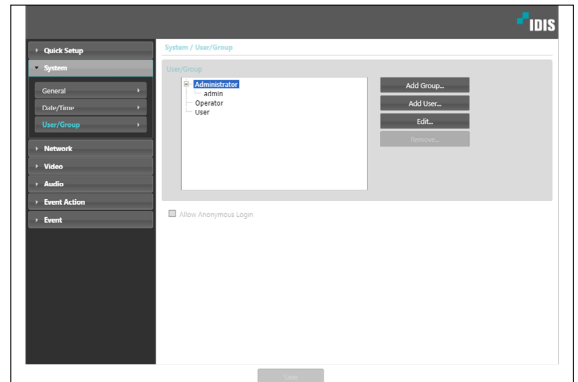 IDIS
Quick Setup
System
General
Date/Time
User/Group
Network
Video
Audio
Event Action
Event
System / User/Group
User/Group
Administrator
admin
Operator
User
Add Group...
Add User...
Edit...
Remove...
Allow Anonymous Login